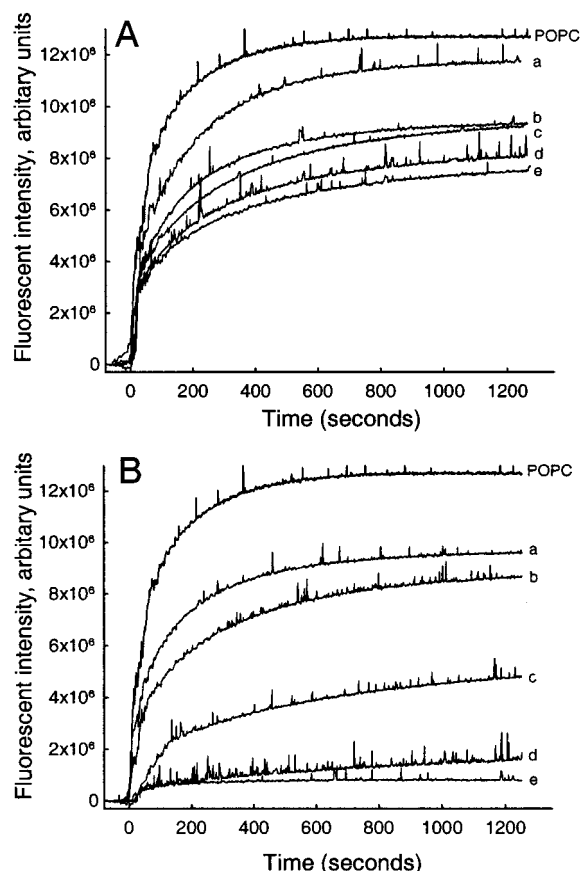 A
Fluorescent intensity, arbitary units
12x10⁶
10x10⁶
8x10⁶
6x10⁶
4x10⁶
2x10⁶
0
POPC
a
b
c
d
e
0 200 400 600 800 1000 1200
Time (seconds)
B
Fluorescent intensity, arbitary units
12x10⁶
10x10⁶
8x10⁶
6x10⁶
4x10⁶
2x10⁶
0
POPC
a
b
c
d
e
0 200 400 600 800 1000 1200
Time (seconds)